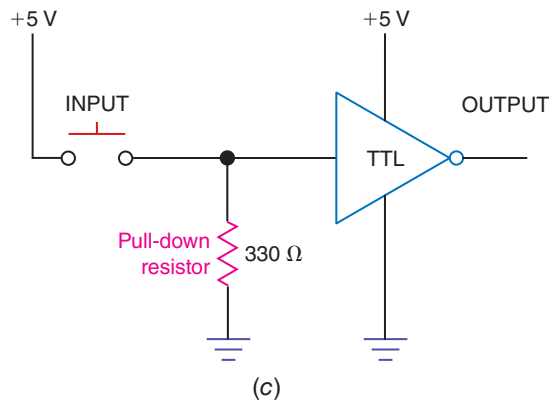 +5 V
+5 V
INPUT
OUTPUT
TTL
Pull-down
resistor
330 Ω
(c)